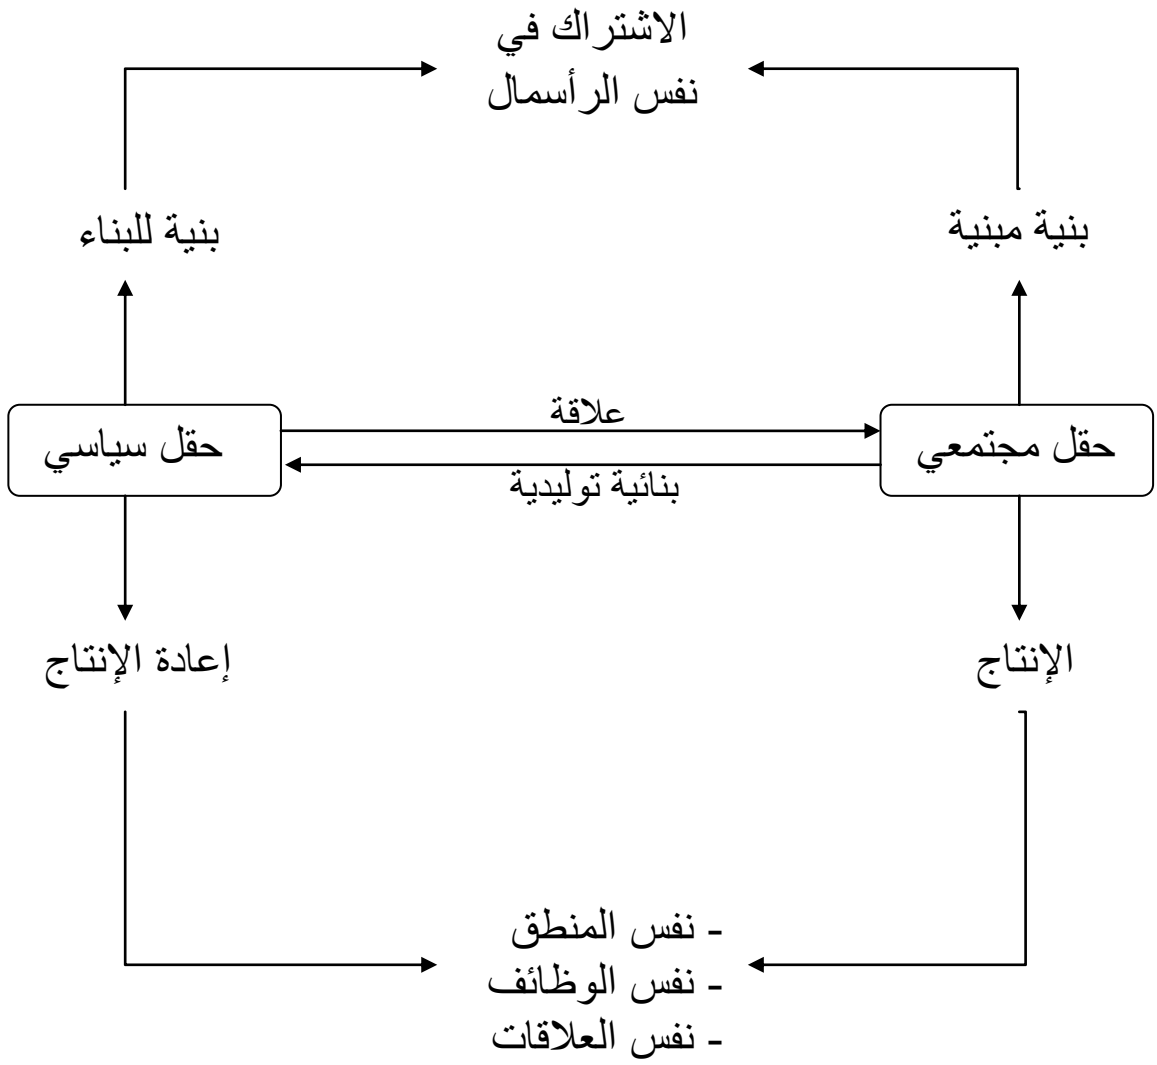 الاشتراك في
نفس الرأسمال
بنية مبنية
بنية للبناء
علاقة
حقل مجتمعي
حقل سياسي
بنائية توليدية
الإنتاج
إعادة الإنتاج
- نفس المنطق
- نفس الوظائف
- نفس العلاقات